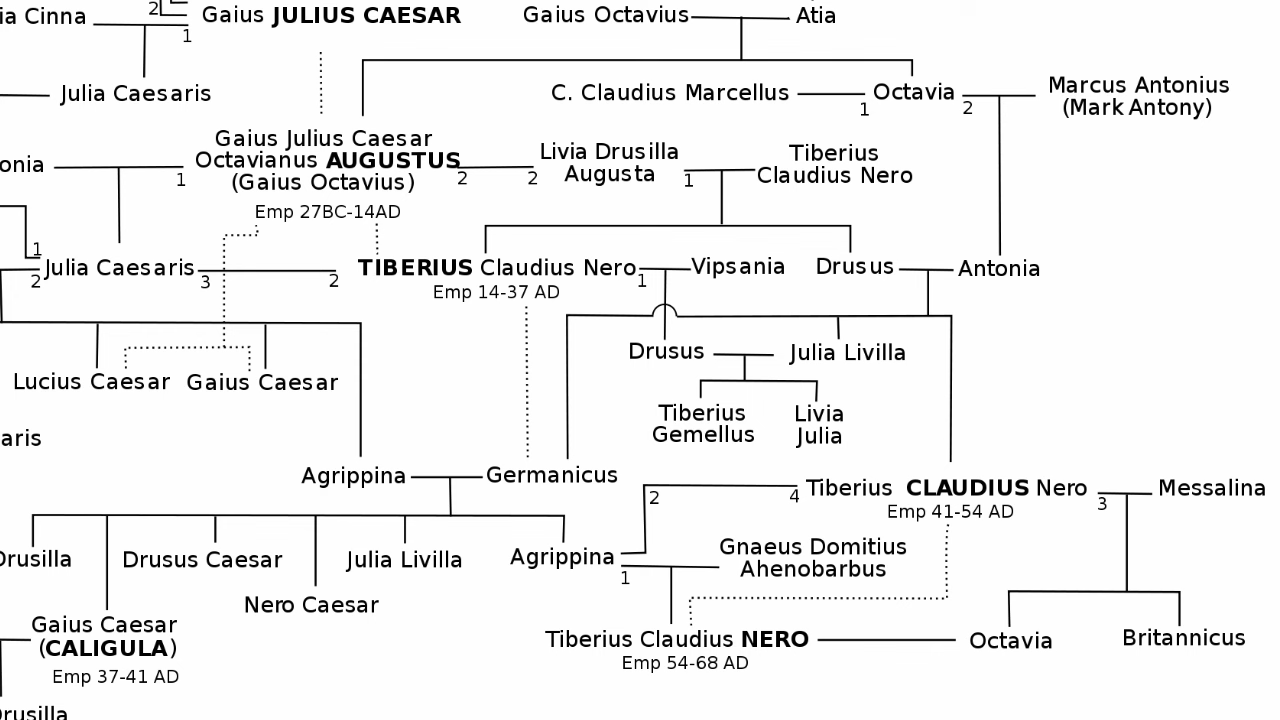 ia Cinna
2
1
Gaius JULIUS CAESAR
Gaius Octavius
Atia
Julia Caesaris
C. Claudius Marcellus
1
Octavia
2
Marcus Antonius
(Mark Antony)
onia
1
Gaius Julius Caesar
Octavianus AUGUSTUS
(Gaius Octavius)
Emp 27BC-14AD
2
2
Livia Drusilla
Augusta
1
Tiberius
Claudius Nero
1
2
Julia Caesaris
3
2
TIBERIUS Claudius Nero
Emp 14-37 AD
1
Vipsania
Drusus
Antonia
Lucius Caesar
Gaius Caesar
Drusus
Julia Livilla
Tiberius
Gemellus
Livia
Julia
aris
Agrippina
Germanicus
2
4
Tiberius CLAUDIUS Nero
Emp 41-54 AD
3
Messalina
Drusilla
Drusus Caesar
Julia Livilla
Agrippina
1
Gnaeus Domitius
Ahenobarbus
Nero Caesar
Gaius Caesar
(CALIGULA)
Emp 37-41 AD
Tiberius Claudius NERO
Emp 54-68 AD
Octavia
Britannicus
Drusilla